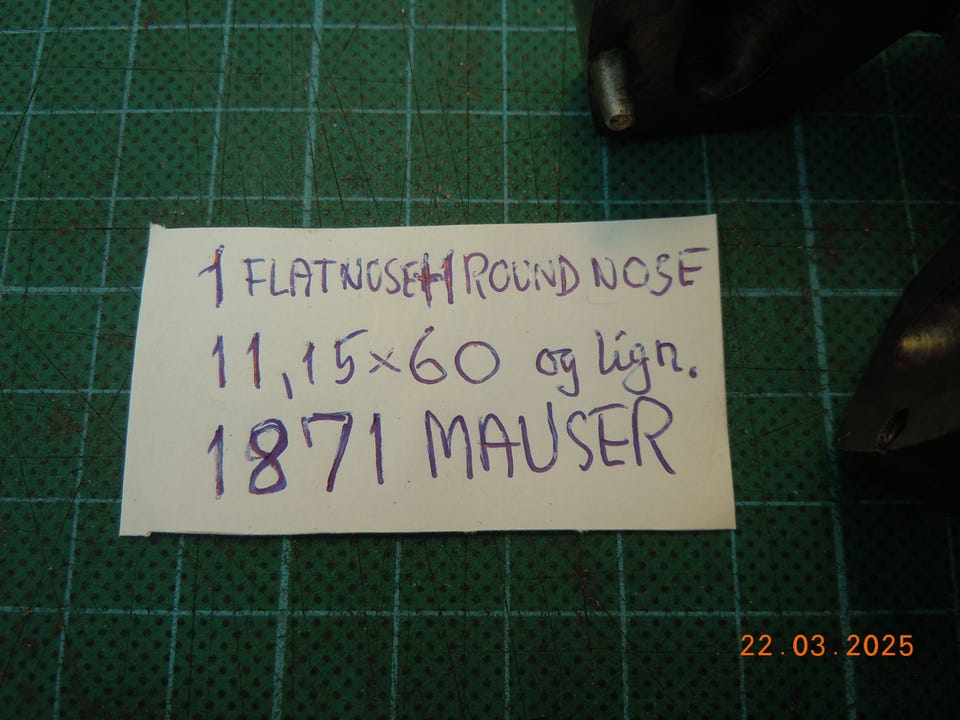 1 FLATNOSE+1 ROUND NOSE
11,15×60 og lign.
1871 MAUSER
22.03.2025